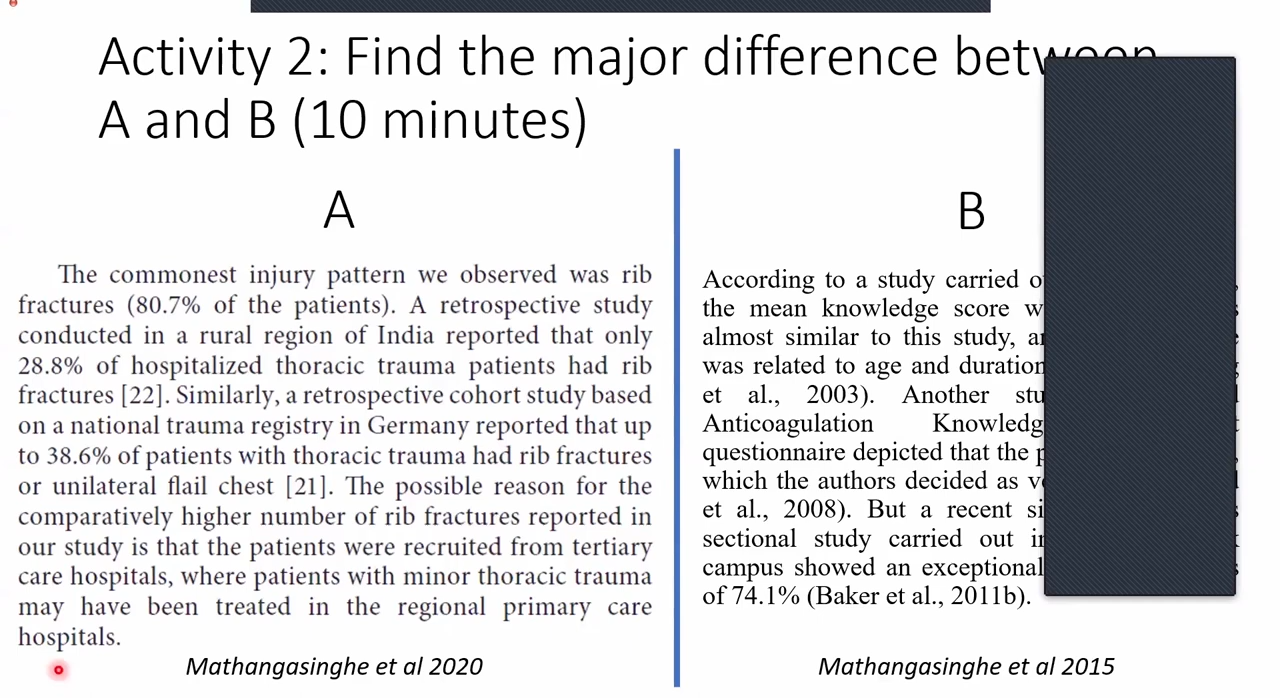 Activity 2: Find the major difference between
A and B (10 minutes)
A
The commonest injury pattern we observed was rib
fractures (80.7% of the patients). A retrospective study
conducted in a rural region of India reported that only
28.8% of hospitalized thoracic trauma patients had rib
fractures [22]. Similarly, a retrospective cohort study based
on a national trauma registry in Germany reported that up
to 38.6% of patients with thoracic trauma had rib fractures
or unilateral flail chest [21]. The possible reason for the
comparatively higher number of rib fractures reported in
our study is that the patients were recruited from tertiary
care hospitals, where patients with minor thoracic trauma
may have been treated in the regional primary care
hospitals.
Mathangasinghe et al 2020
B
According to a study carried
the mean knowledge score
almost similar to this study,
was related to age and duration
et al., 2003). Another
Anticoagulation
questionnaire depicted that the
which the authors decided as
et al., 2008). But a recent
sectional study carried out
campus showed an exceptional
of 74.1% (Baker et al., 2011b).
Mathangasinghe et al 2015